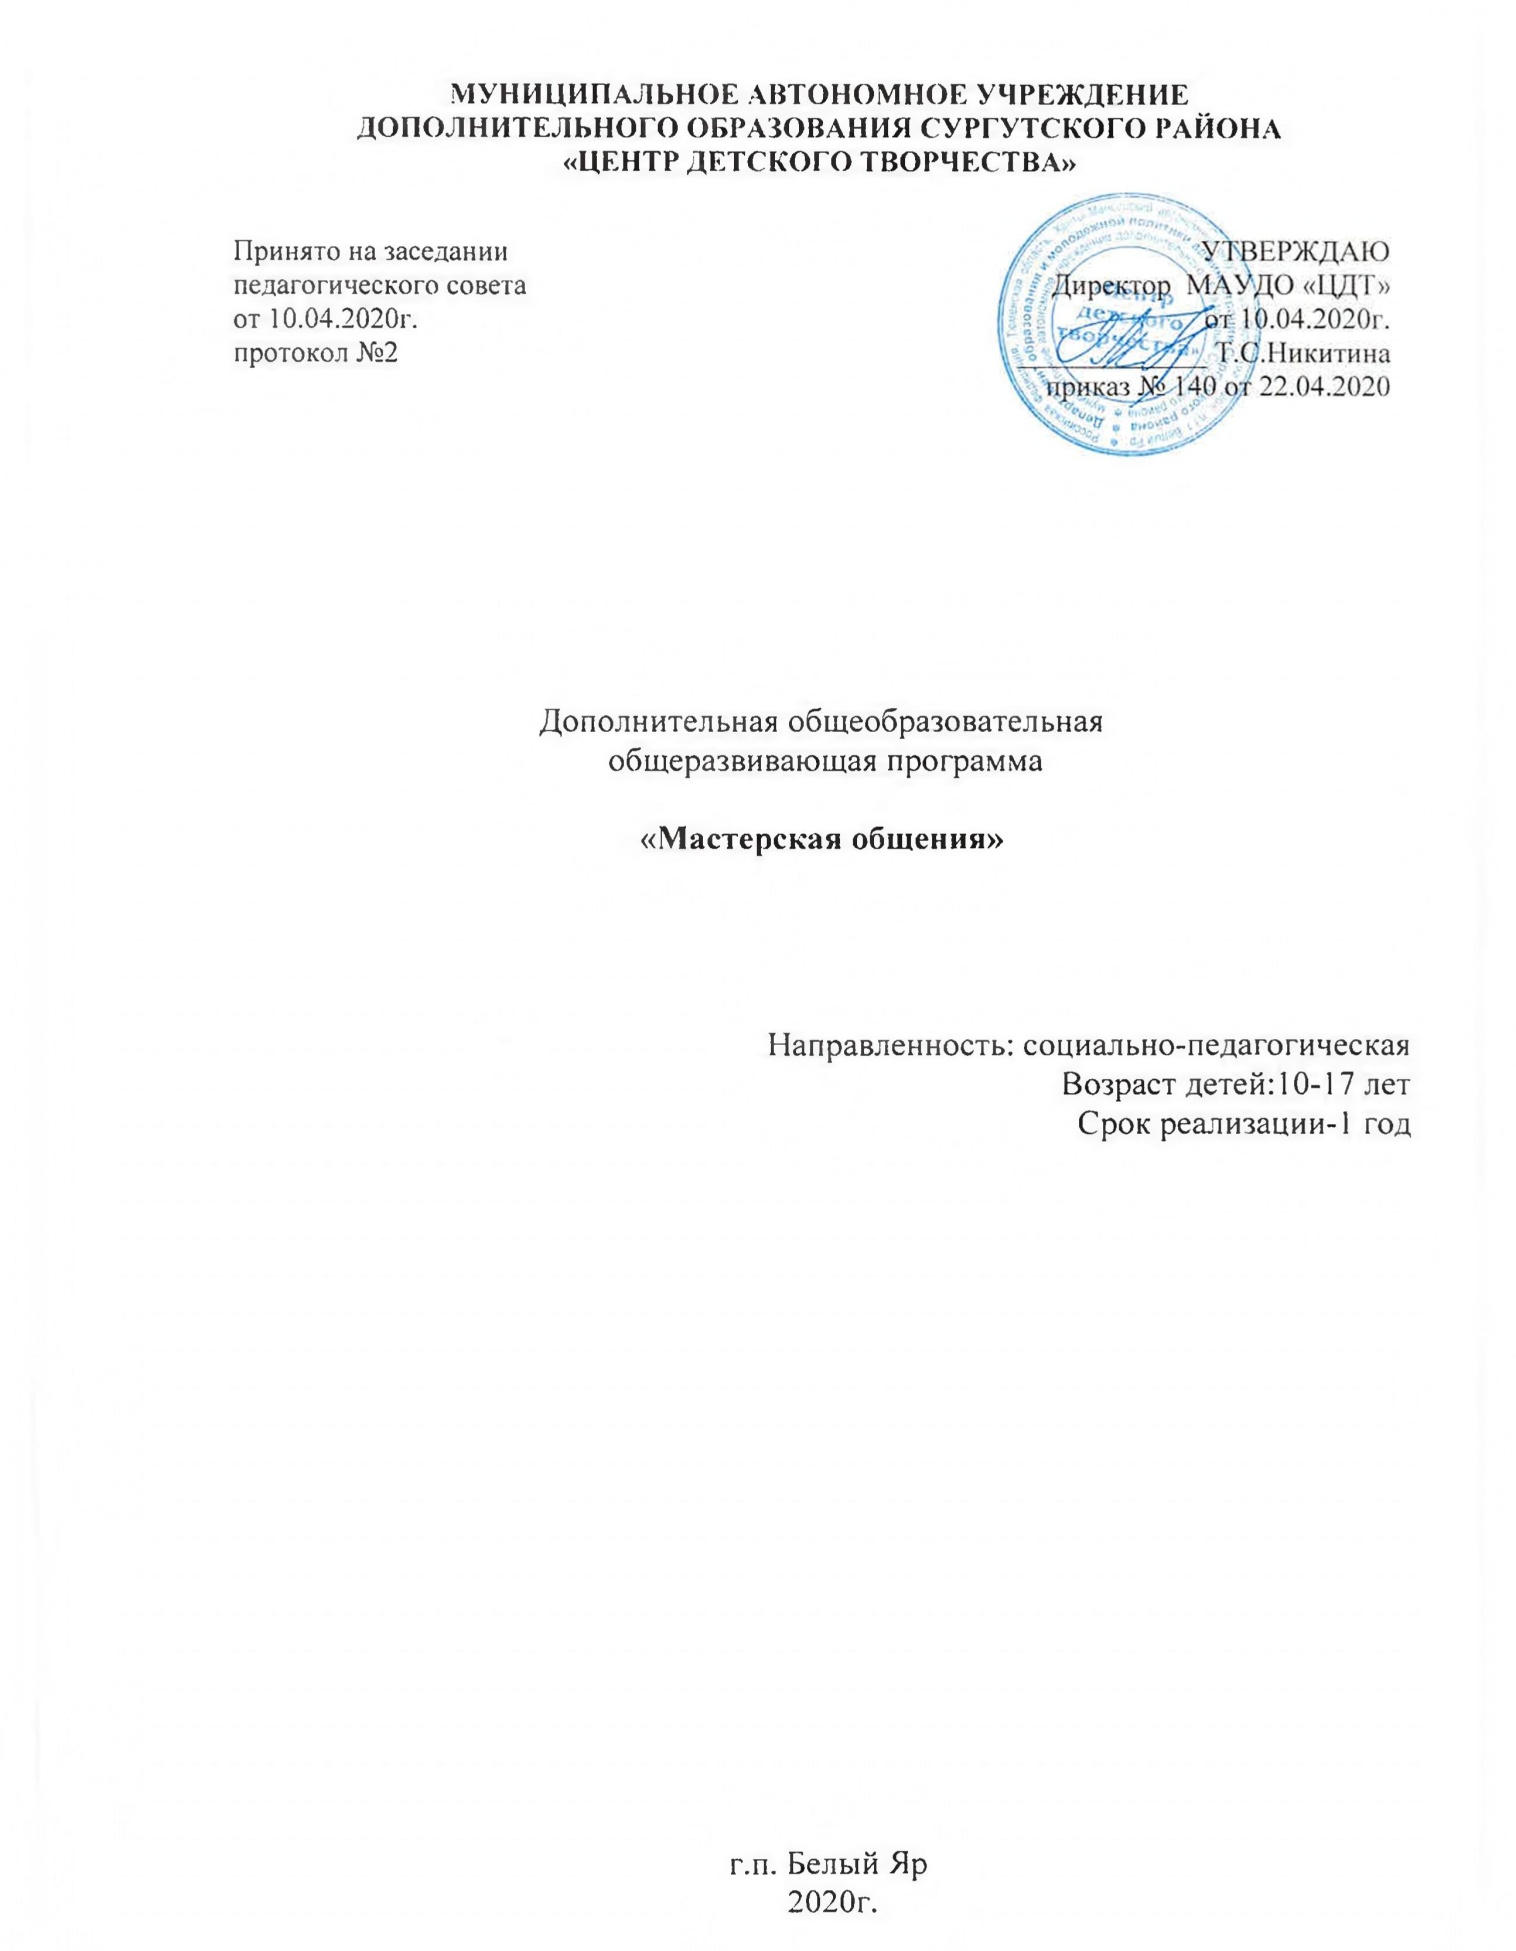 МУНИЦИПАЛЬНОЕ АВТОНОМНОЕ УЧРЕЖДЕНИЕ
ДОПОЛНИТЕЛЬНОГО ОБРАЗОВАНИЯ СУРГУТСКОГО РАЙОНА
«ЦЕНТР ДЕТСКОГО ТВОРЧЕСТВА»
Принято на заседании
педагогического совета
от 10.04.2020г.
протокол №2
УТВЕРЖДАЮ
Директор МАУДО «ЦДТ»
от 10.04.2020г.
Т.С.Никитина
приказ № 140 от 22.04.2020
«Центр
детского
творчества»
Дополнительная общеобразовательная
общеразвивающая программа
«Мастерская общения»
Направленность: социально-педагогическая
Возраст детей:10-17 лет
Срок реализации-1 год
г.п. Белый Яр
2020г.